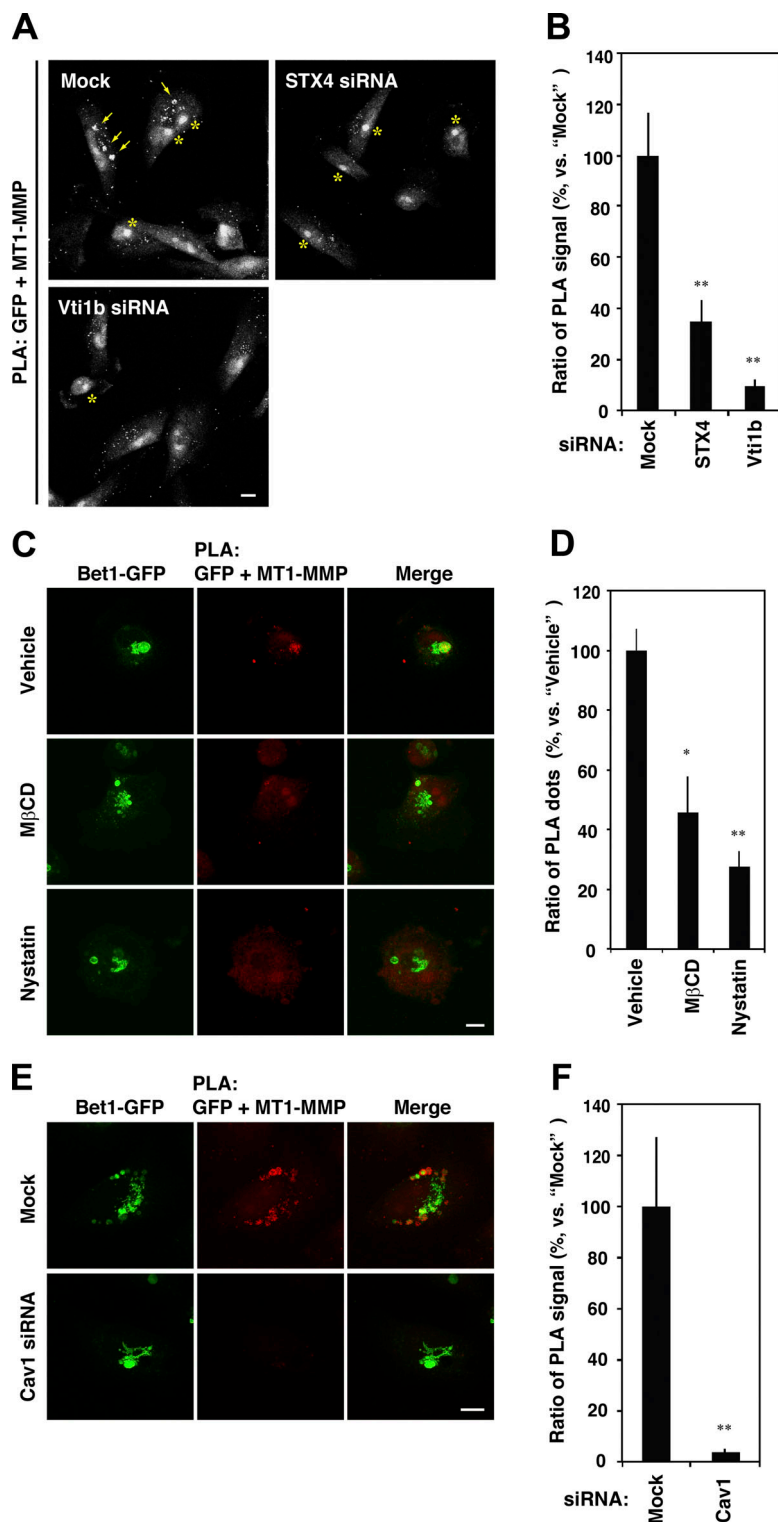 A
PLA: GFP + MT1-MMP
Mock
STX4 siRNA
Vti1b siRNA
*
*
*
*
*
*
*
*
B
Ratio of PLA signal (%, vs. “Mock” )
140
120
100
80
60
40
20
0
**
**
siRNA:
Mock
STX4
Vti1b
C
PLA:
Bet1-GFP GFP + MT1-MMP Merge
Vehicle
MβCD
Nystatin
D
Ratio of PLA dots (%, vs. “Vehicle” )
120
100
80
60
40
20
0
*
**
Vehicle
MβCD
Nystatin
E
PLA:
Bet1-GFP GFP + MT1-MMP Merge
Mock
Cav1 siRNA
F
Ratio of PLA signal (%, vs. “Mock” )
140
120
100
80
60
40
20
0
**
siRNA:
Mock
Cav1